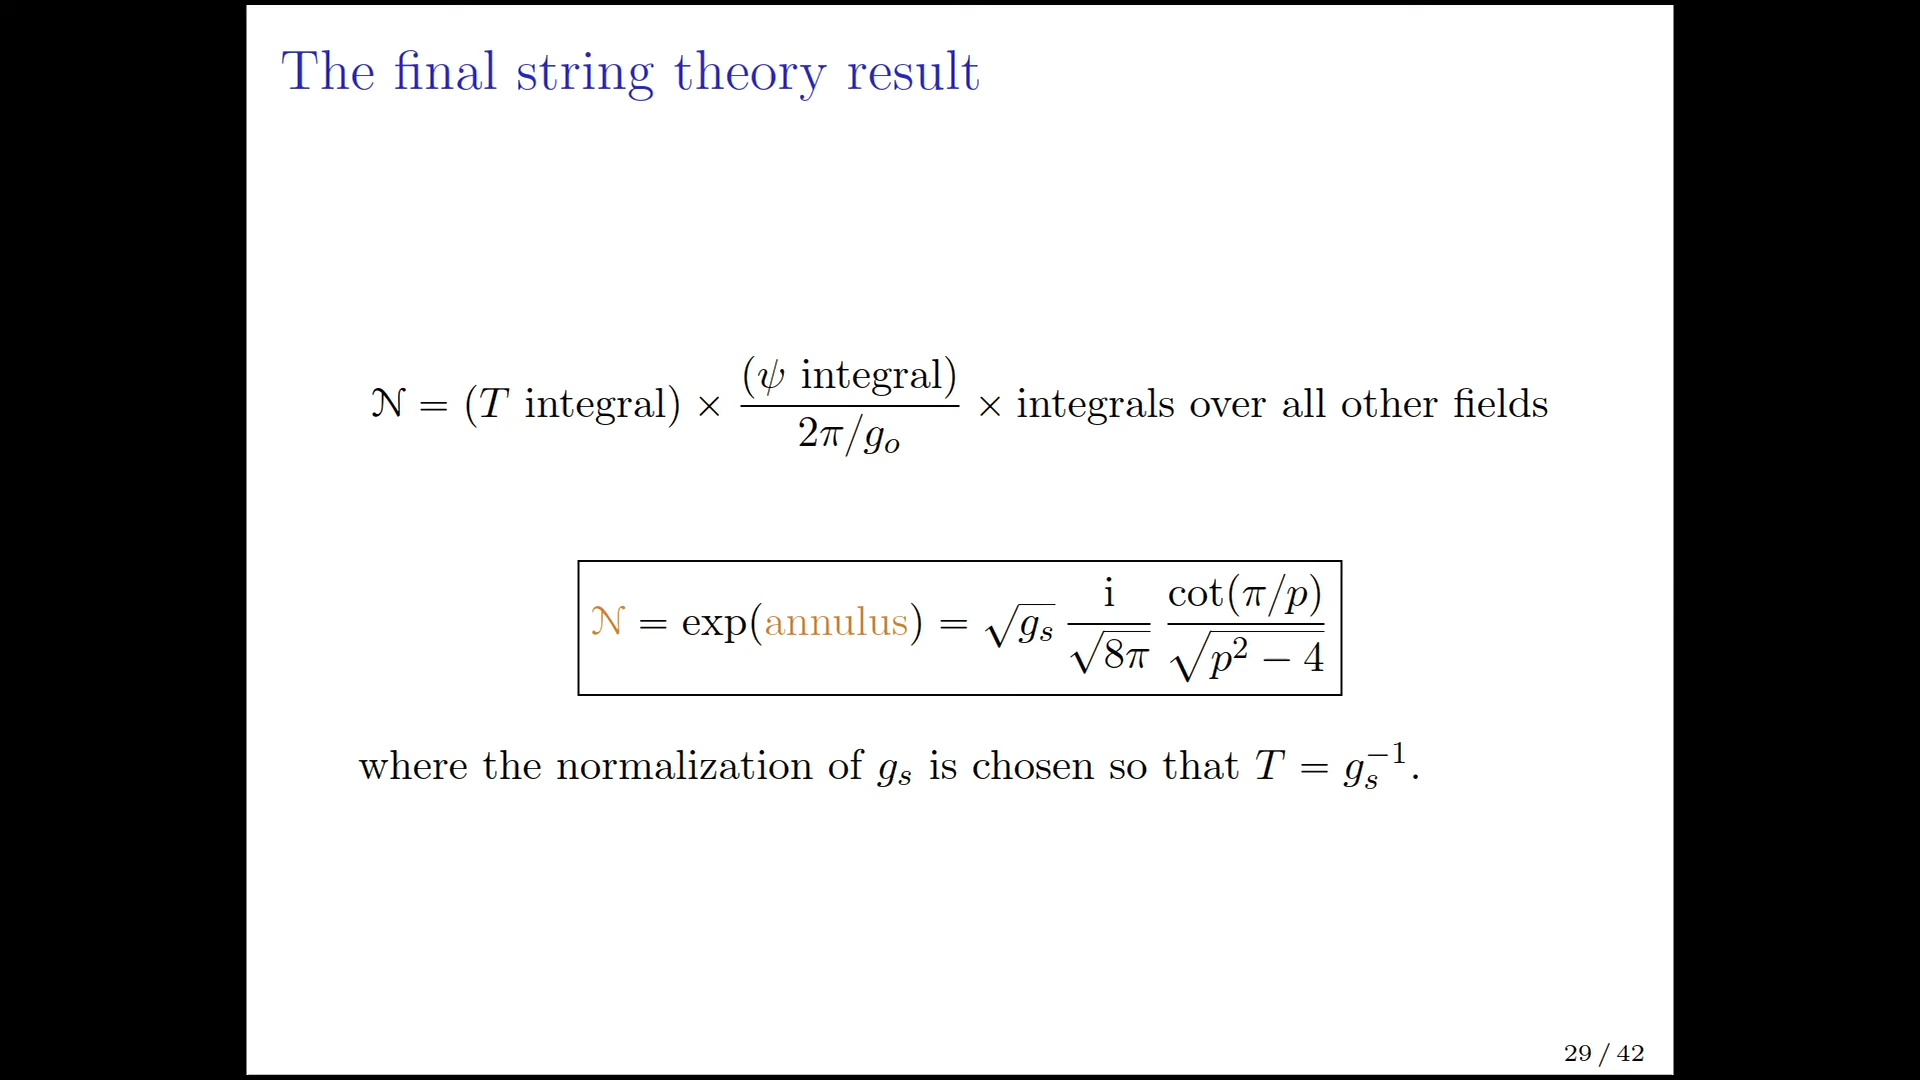 The final string theory result
𝒩 = (T integral) × (ψ integral) / 2π/g_o × integrals over all other fields
𝒩 = exp(annulus) = √g_s i/√8π cot(π/p)/√p² − 4
where the normalization of g_s is chosen so that T = g_s⁻¹.
29 / 42